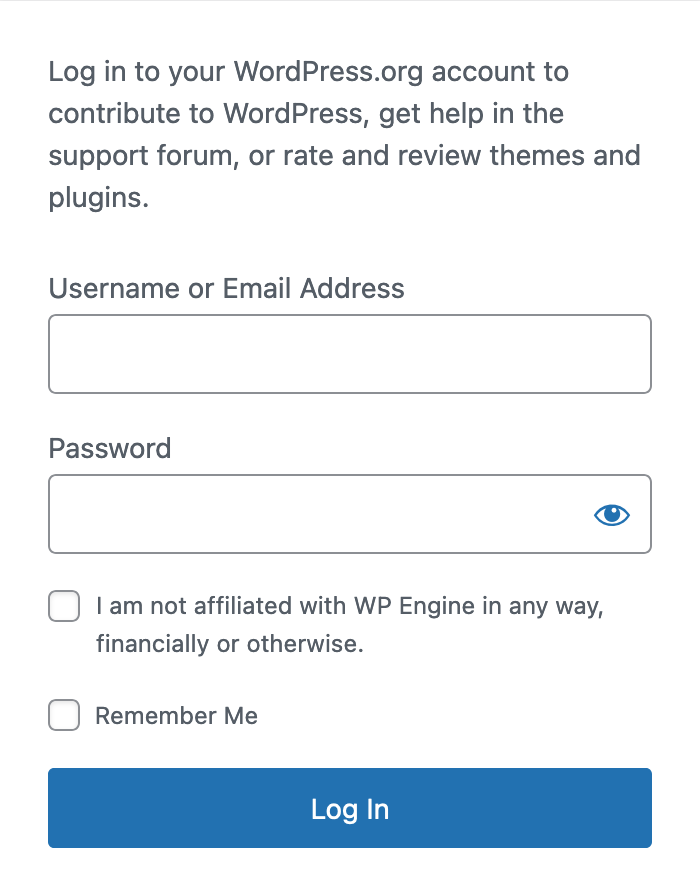 Log in to your WordPress.org account to
contribute to WordPress, get help in the
support forum, or rate and review themes and
plugins.
Username or Email Address
Password
I am not affiliated with WP Engine in any way,
financially or otherwise.
Remember Me
Log In